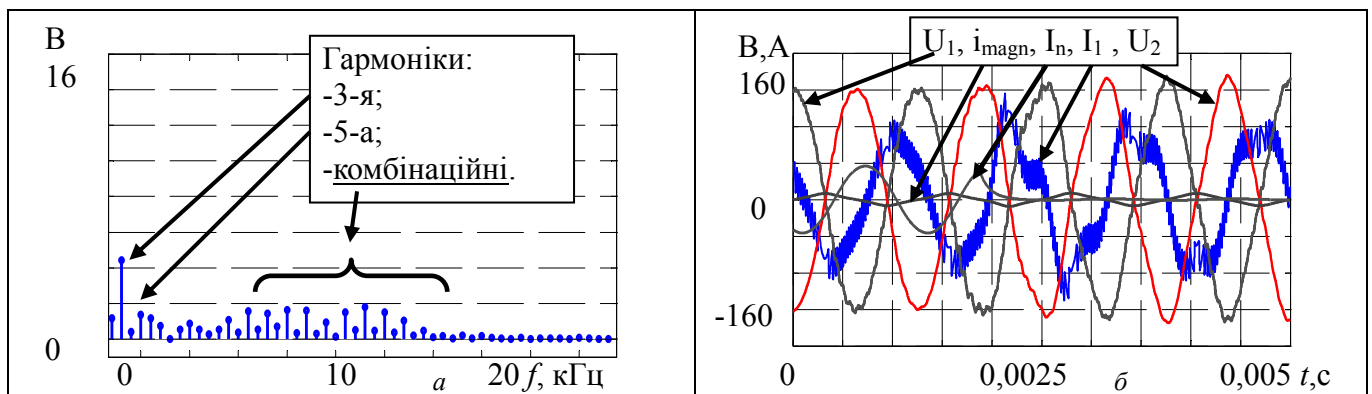 В
16
Гармоніки:
-3-я;
-5-а;
-комбінаційні.
0
0 10 а 20 f, кГц
В,А
U1, imagn, In, I1 , U2
160
0
-160
0 0,0025 б 0,005 t,с